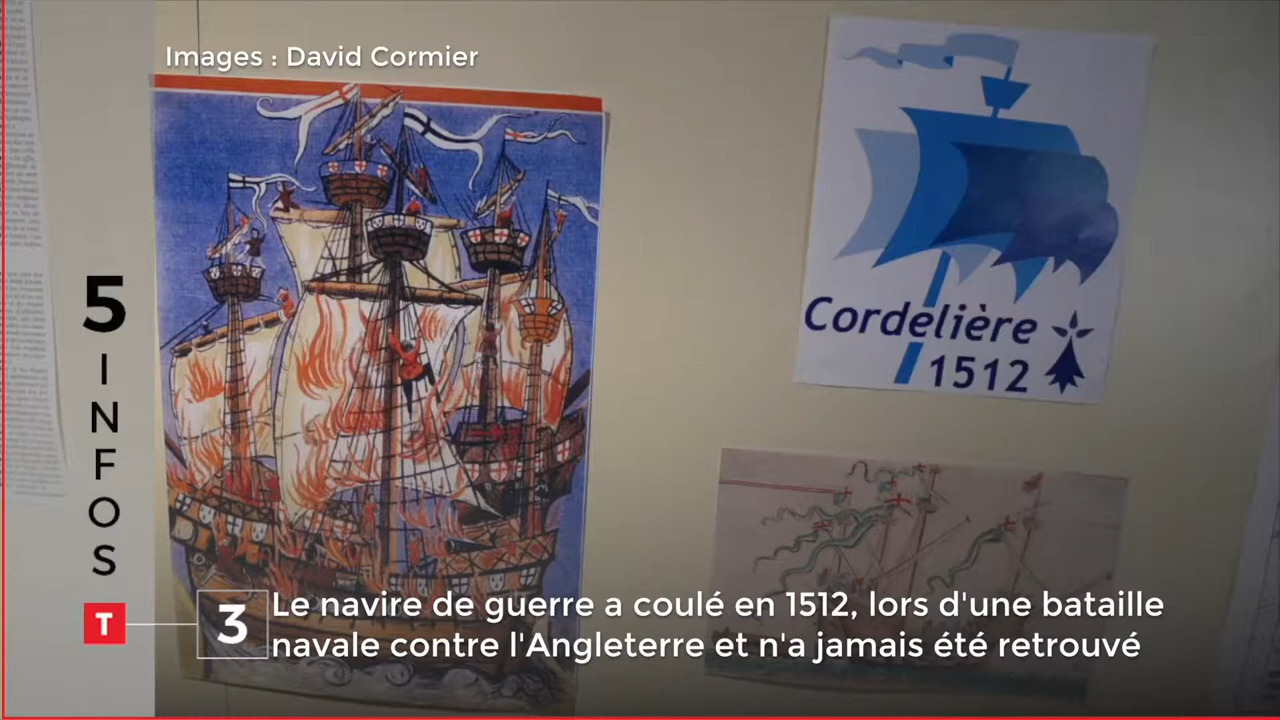 Images : David Cormier
Cordelière
1512
5
INFOS
T
3
Le navire de guerre a coulé en 1512, lors d'une bataille
navale contre l'Angleterre et n'a jamais été retrouvé